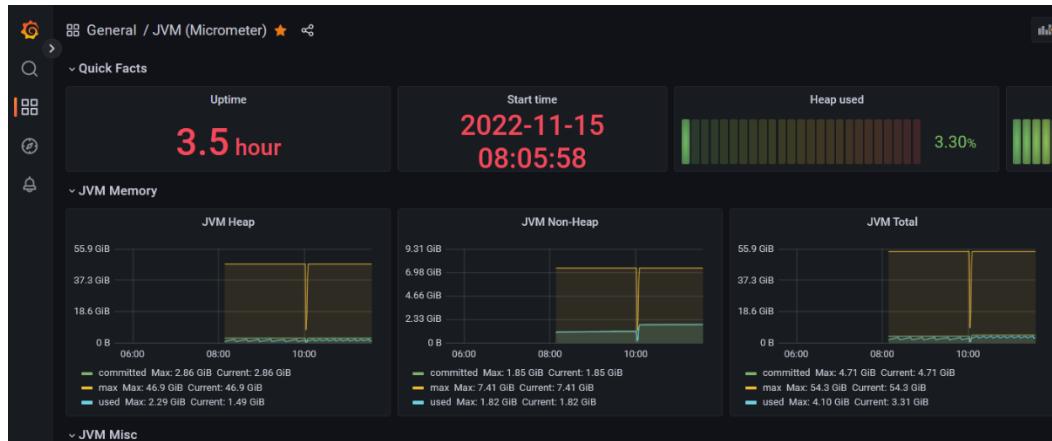 General / JVM (Micrometer)
Quick Facts
Uptime
3.5 hour
Start time
2022-11-15
08:05:58
Heap used
3.30%
JVM Memory
JVM Heap
55.9 GiB
37.3 GiB
18.6 GiB
0 B
06:00 08:00 10:00
committed Max: 2.86 GiB Current: 2.86 GiB
max Max: 46.9 GiB Current: 46.9 GiB
used Max: 2.29 GiB Current: 1.49 GiB
JVM Non-Heap
9.31 GiB
6.98 GiB
4.66 GiB
2.33 GiB
0 B
06:00 08:00 10:00
committed Max: 1.85 GiB Current: 1.85 GiB
max Max: 7.41 GiB Current: 7.41 GiB
used Max: 1.82 GiB Current: 1.82 GiB
JVM Total
55.9 GiB
37.3 GiB
18.6 GiB
0 B
06:00 08:00 10:00
committed Max: 4.71 GiB Current: 4.71 GiB
max Max: 54.3 GiB Current: 54.3 GiB
used Max: 4.10 GiB Current: 3.31 GiB
JVM Misc